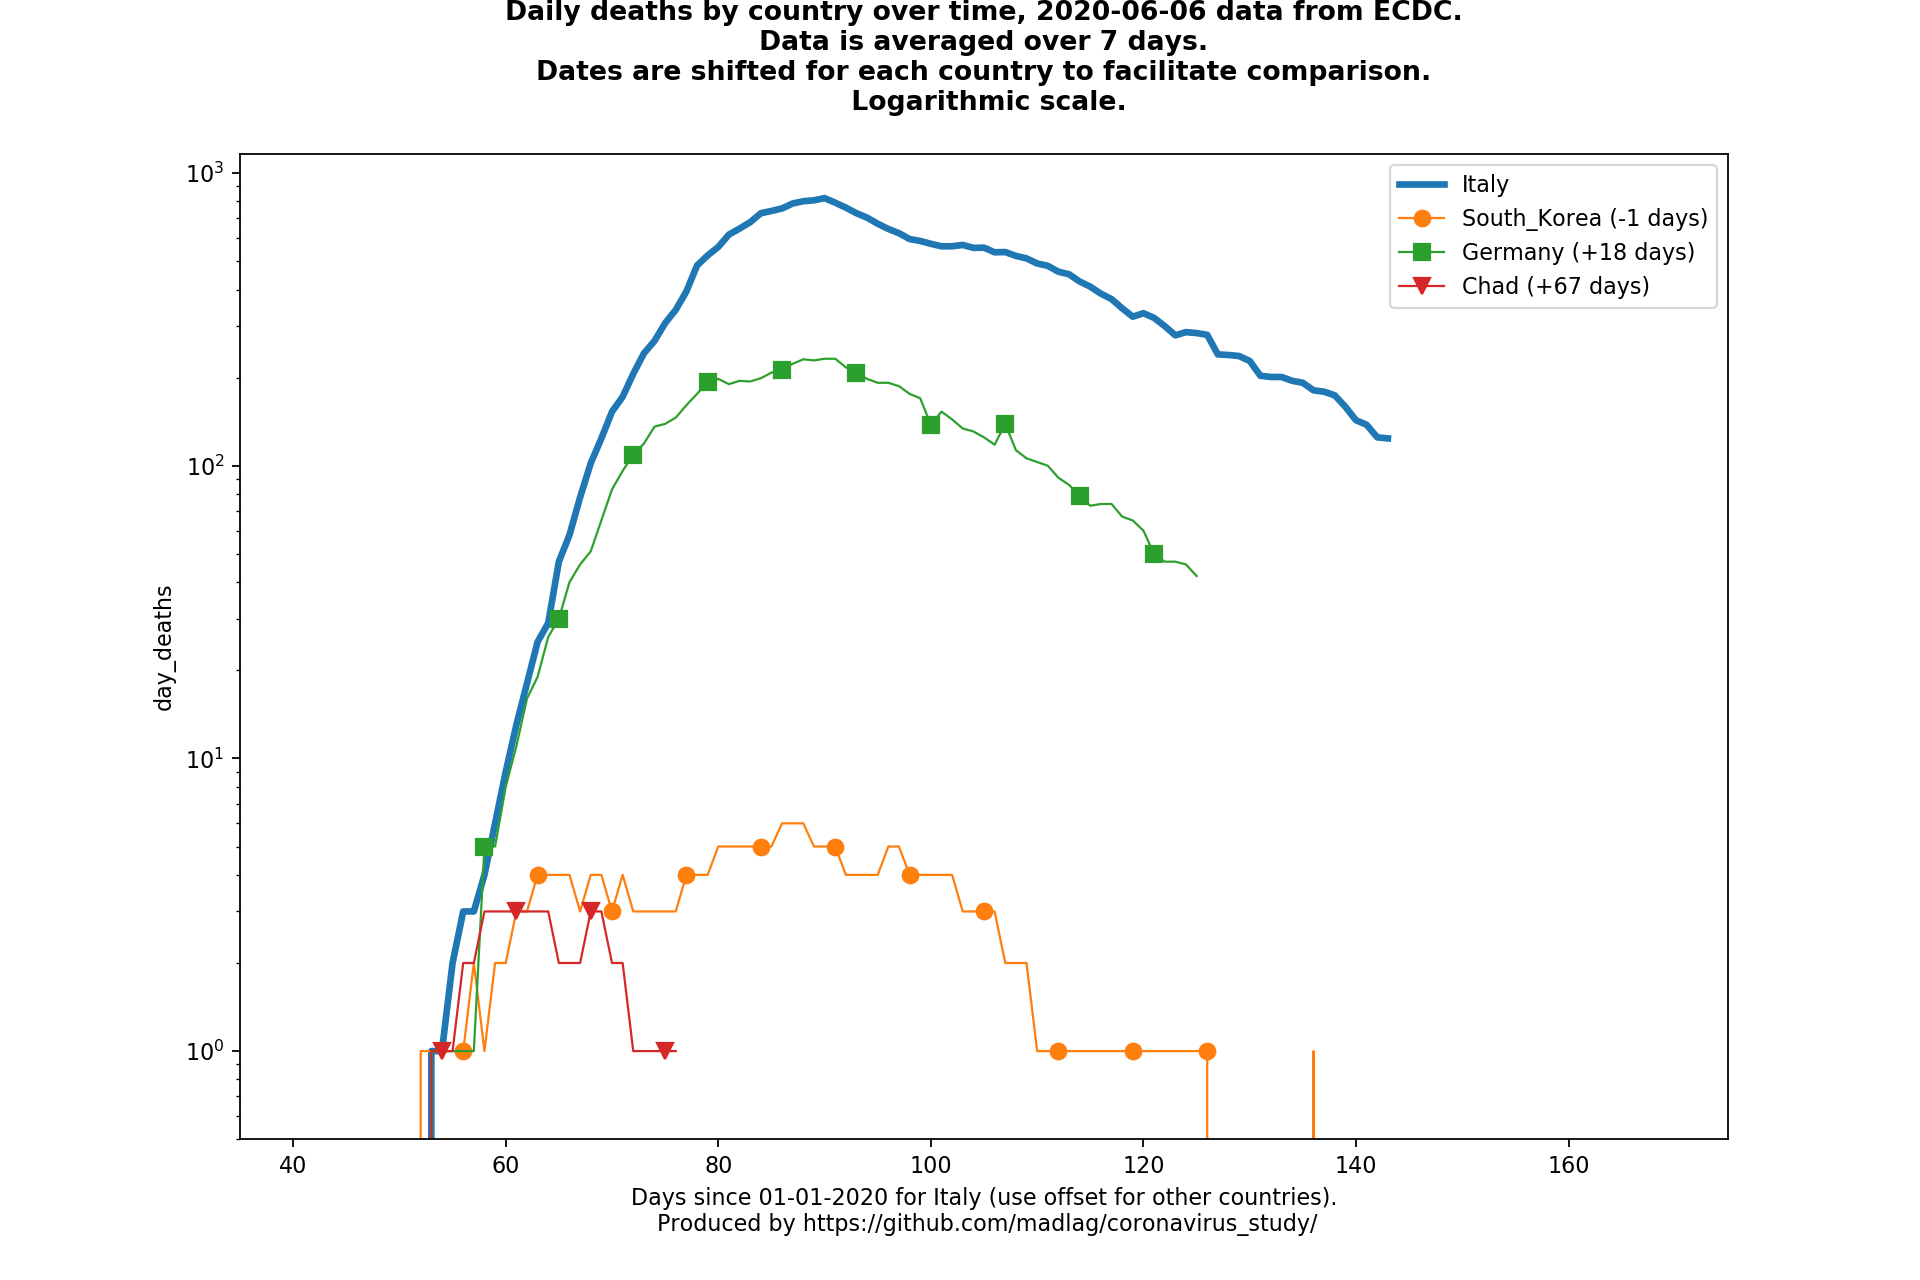 Daily deaths by country over time, 2020-06-06 data from ECDC.
Data is averaged over 7 days.
Dates are shifted for each country to facilitate comparison.
Logarithmic scale.
10³
10²
10¹
10⁰
day_deaths
Italy
South_Korea (-1 days)
Germany (+18 days)
Chad (+67 days)
40 60 80 100 120 140 160
Days since 01-01-2020 for Italy (use offset for other countries).
Produced by https://github.com/madlag/coronavirus_study/